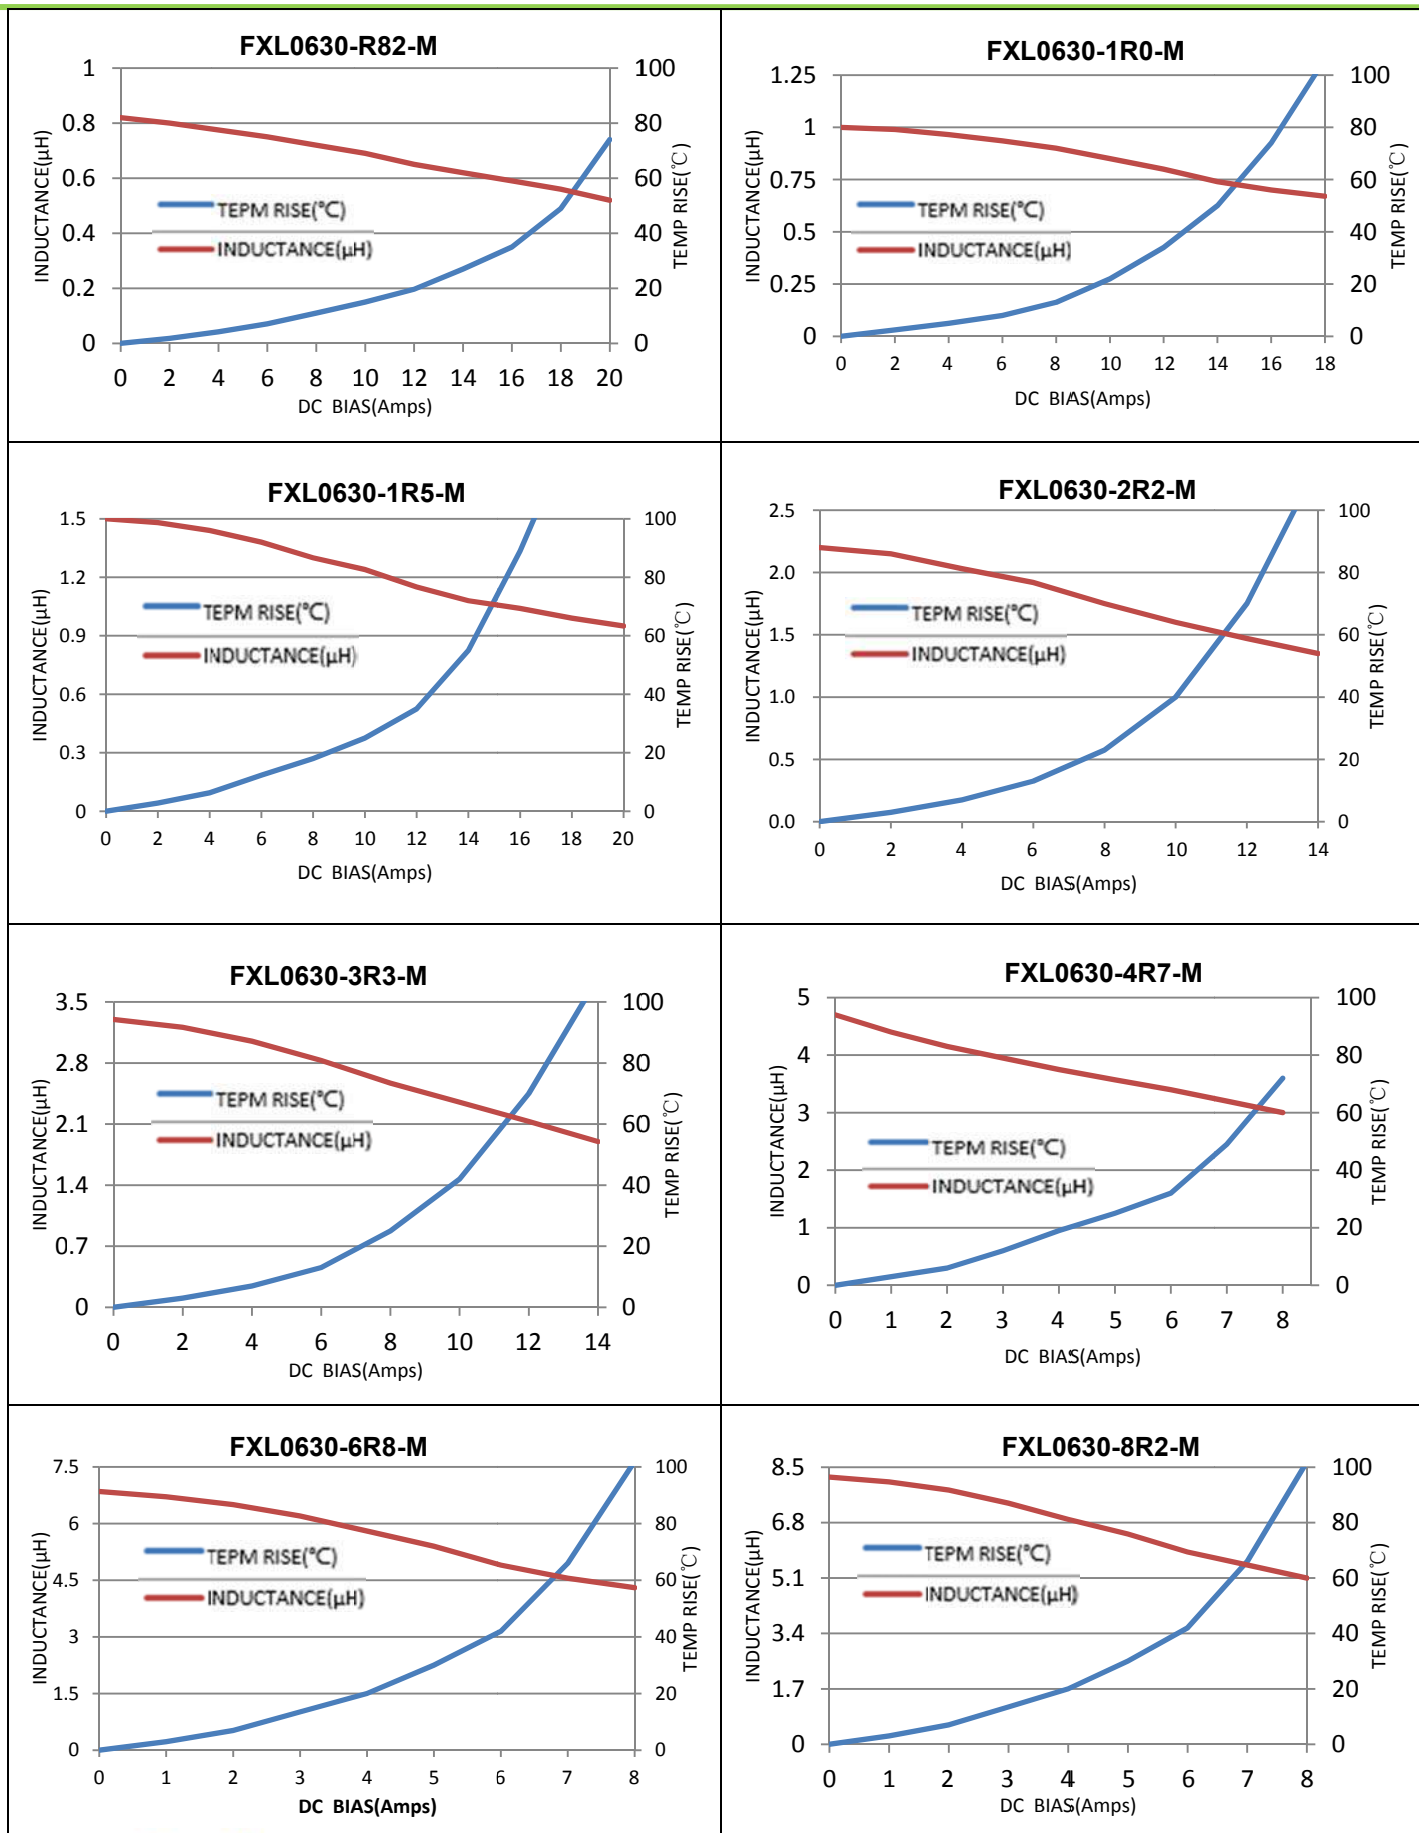 FXL0630-R82-M
1
0.8
0.6
0.4
0.2
0
100
80
60
40
20
0
INDUCTANCE(μH)
TEMP RISE(℃)
TEPM RISE(℃)
INDUCTANCE(μH)
0 2 4 6 8 10 12 14 16 18 20
DC BIAS(Amps)
FXL0630-1R0-M
1.25
1
0.75
0.5
0.25
0
100
80
60
40
20
0
INDUCTANCE(μH)
TEMP RISE(℃)
TEPM RISE(℃)
INDUCTANCE(μH)
0 2 4 6 8 10 12 14 16 18
DC BIAS(Amps)
FXL0630-1R5-M
1.5
1.2
0.9
0.6
0.3
0
100
80
60
40
20
0
INDUCTANCE(μH)
TEMP RISE(℃)
TEPM RISE(℃)
INDUCTANCE(μH)
0 2 4 6 8 10 12 14 16 18 20
DC BIAS(Amps)
FXL0630-2R2-M
2.5
2.0
1.5
1.0
0.5
0.0
100
80
60
40
20
0
INDUCTANCE(μH)
TEMP RISE(℃)
TEPM RISE(℃)
INDUCTANCE(μH)
0 2 4 6 8 10 12 14
DC BIAS(Amps)
FXL0630-3R3-M
3.5
2.8
2.1
1.4
0.7
0
100
80
60
40
20
0
INDUCTANCE(μH)
TEMP RISE(℃)
TEPM RISE(℃)
INDUCTANCE(μH)
0 2 4 6 8 10 12 14
DC BIAS(Amps)
FXL0630-4R7-M
5
4
3
2
1
0
100
80
60
40
20
0
INDUCTANCE(μH)
TEMP RISE(℃)
TEPM RISE(℃)
INDUCTANCE(μH)
0 1 2 3 4 5 6 7 8
DC BIAS(Amps)
FXL0630-6R8-M
7.5
6
4.5
3
1.5
0
100
80
60
40
20
0
INDUCTANCE(μH)
TEMP RISE(℃)
TEPM RISE(℃)
INDUCTANCE(μH)
0 1 2 3 4 5 6 7 8
DC BIAS(Amps)
FXL0630-8R2-M
8.5
6.8
5.1
3.4
1.7
0
100
80
60
40
20
0
INDUCTANCE(μH)
TEMP RISE(℃)
TEPM RISE(℃)
INDUCTANCE(μH)
0 1 2 3 4 5 6 7 8
DC BIAS(Amps)